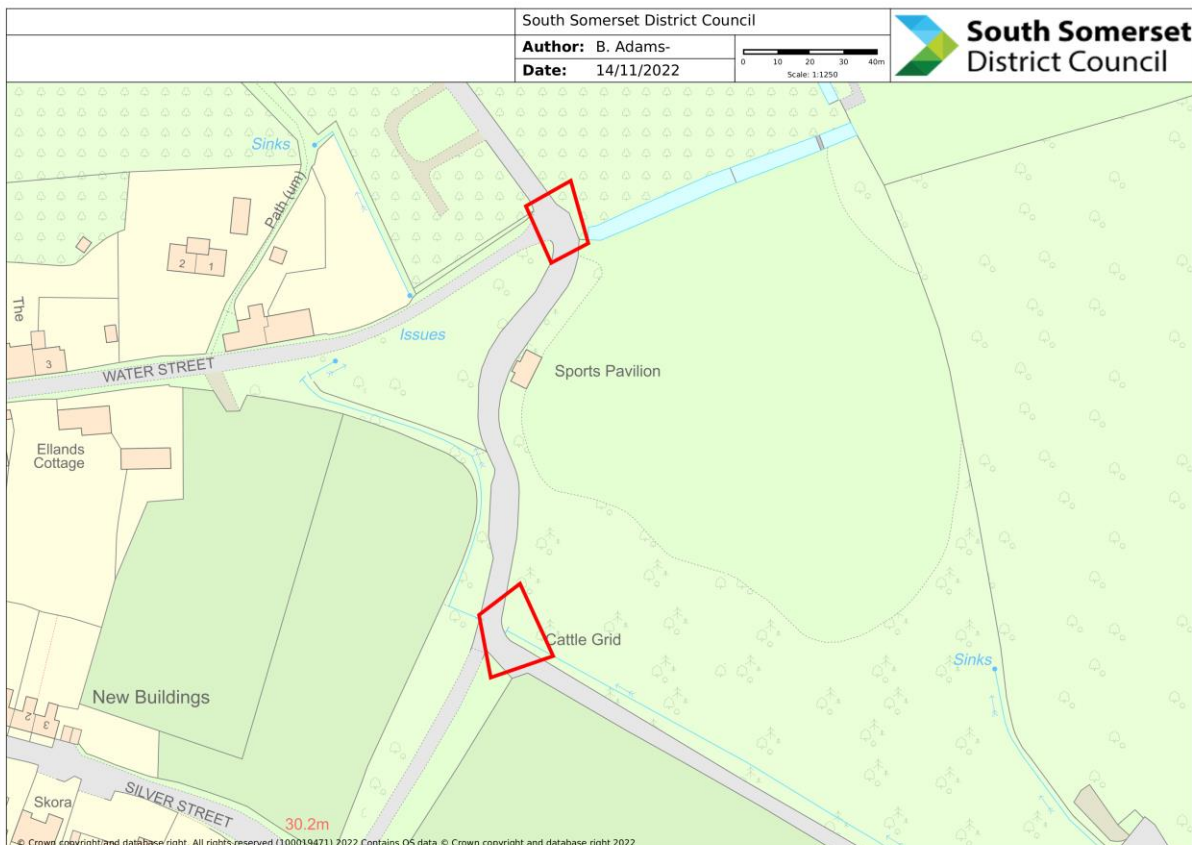 South Somerset District Council
Author: B. Adams-
Date: 14/11/2022
0 10 20 30 40m
Scale: 1:1250
South Somerset
District Council
Sinks
Path (um)
2 1
The
3
Issues
WATER STREET
Sports Pavilion
Ellands
Cottage
Cattle Grid
Sinks
New Buildings
2
3
SILVER STREET
Skora
30.2m
© Crown copyright and database right. All rights reserved (100019471) 2022 Contains OS data © Crown copyright and database right 2022